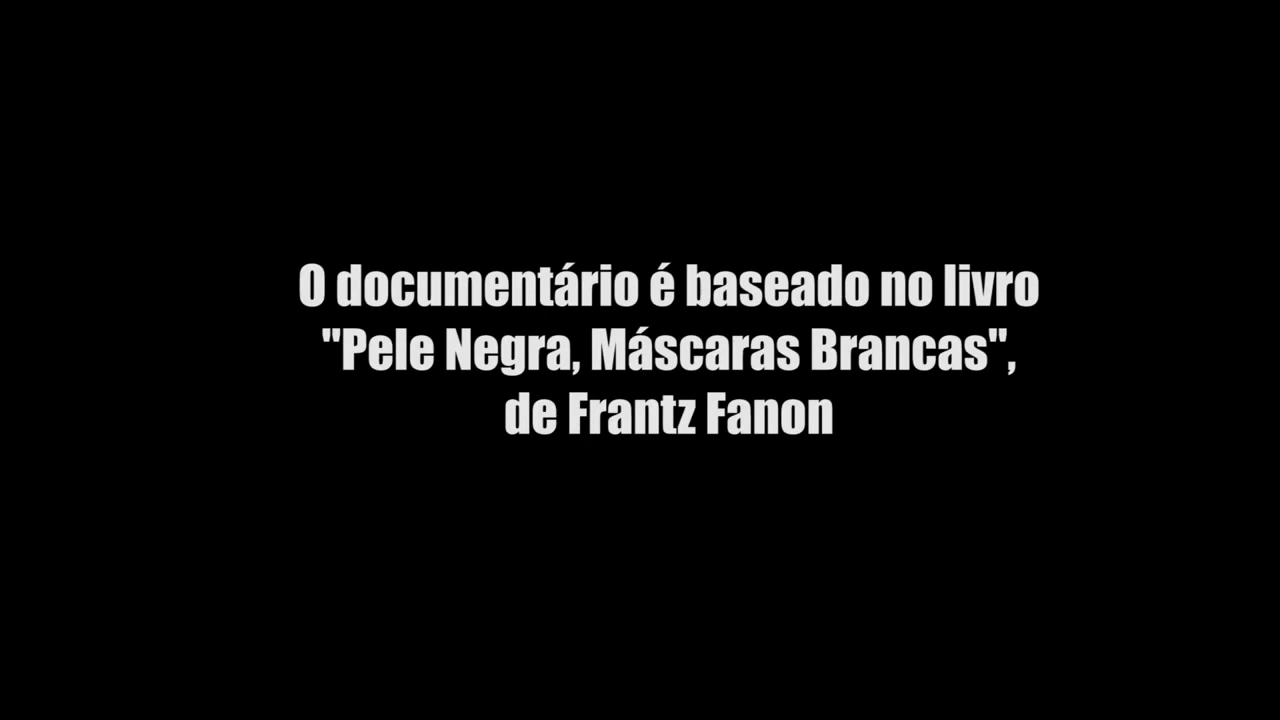 O documentário é baseado no livro
"Pele Negra, Máscaras Brancas",
de Frantz Fanon